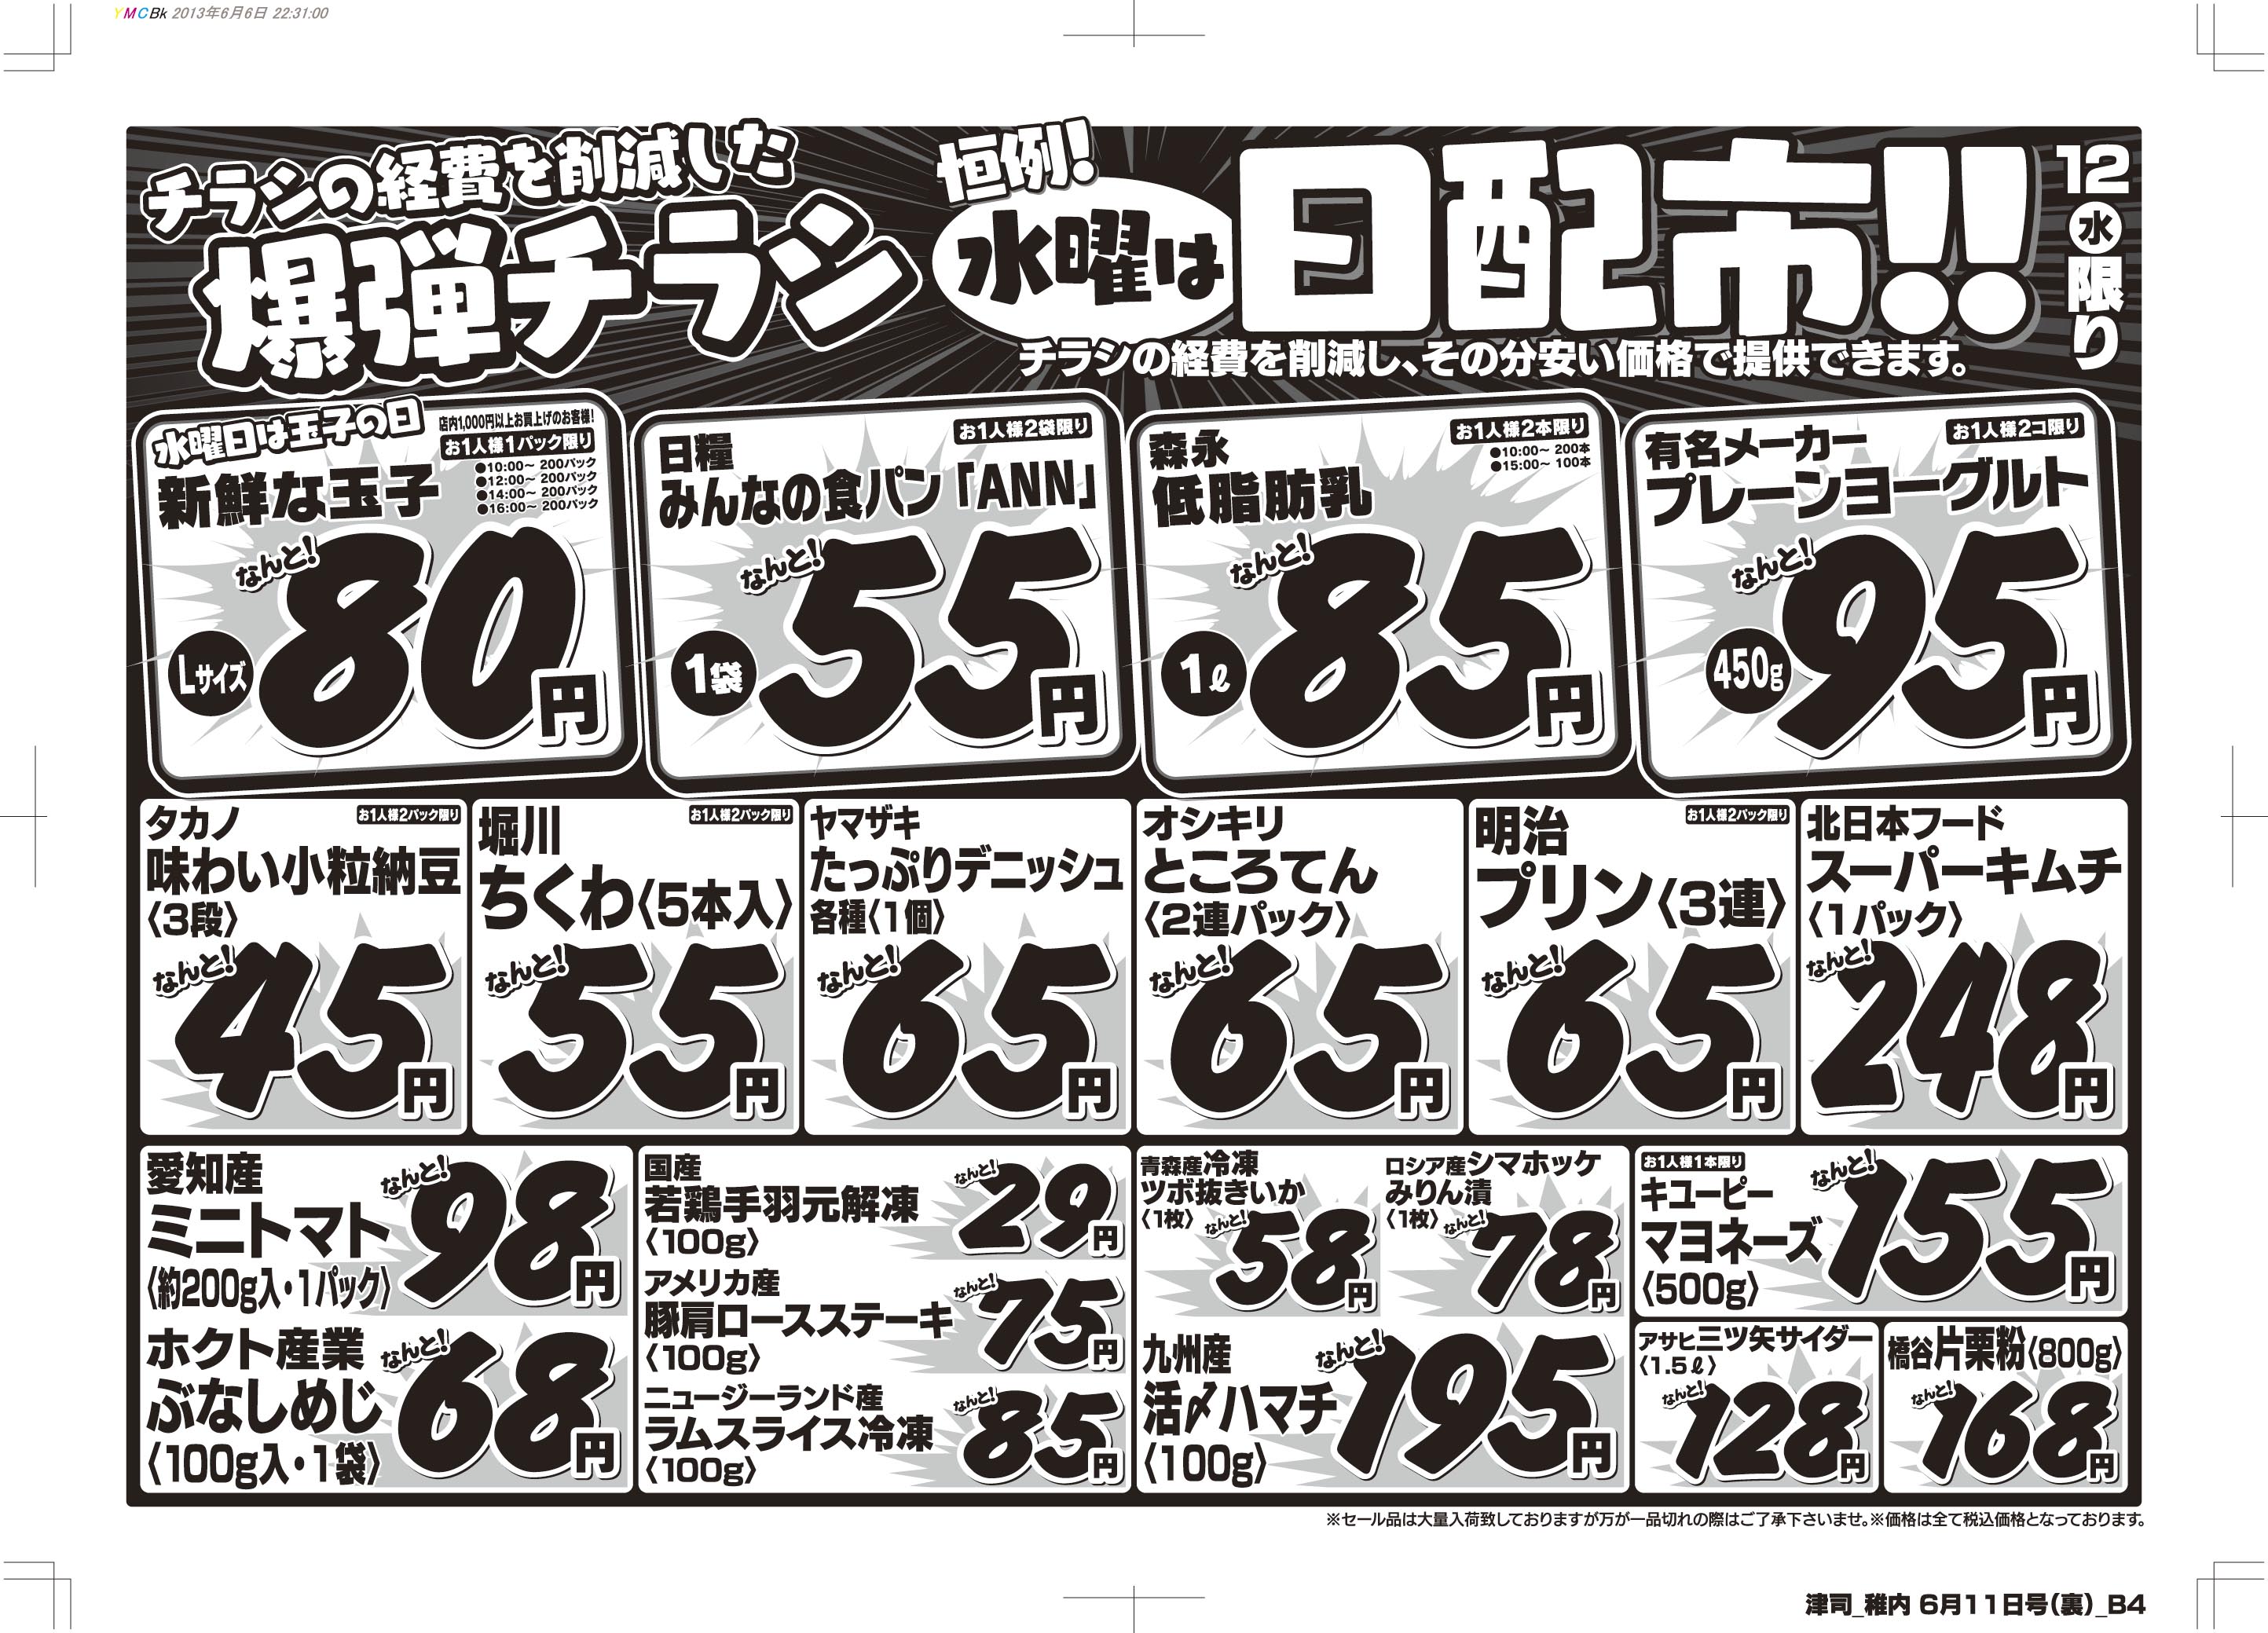 YMCBk 2013年6月6日 22:31:00
チラシの経費を削減した
爆弾チラシ
恒例!
水曜は
日配市!!
12㊌限り
チラシの経費を削減し、その分安い価格で提供できます。
水曜日は玉子の日
店内1,000円以上お買上げのお客様!
お1人様1パック限り
新鮮な玉子
●10:00〜 200パック
●12:00〜 200パック
●14:00〜 200パック
●16:00〜 200パック
なんと!
Lサイズ
80円
お1人様2袋限り
日糧
みんなの食パン「ANN」
なんと!
1袋
55円
お1人様2本限り
●10:00〜 200本
●15:00〜 100本
森永
低脂肪乳
なんと!
1ℓ
85円
お1人様2コ限り
有名メーカー
プレーンヨーグルト
なんと!
450g
95円
タカノ
お1人様2パック限り
味わい小粒納豆
〈3段〉
なんと!
45円
堀川
お1人様2パック限り
ちくわ〈5本入〉
なんと!
55円
ヤマザキ
たっぷりデニッシュ
各種〈1個〉
なんと!
65円
オシキリ
ところてん
〈2連パック〉
なんと!
65円
明治
お1人様2パック限り
プリン〈3連〉
なんと!
65円
北日本フード
スーパーキムチ
〈1パック〉
なんと!
248円
愛知産
ミニトマト
〈約200g入・1パック〉
なんと!
98円
ホクト産業
ぶなしめじ
〈100g入・1袋〉
なんと!
68円
国産
若鶏手羽元解凍
〈100g〉
なんと!
29円
アメリカ産
豚肩ロースステーキ
〈100g〉
なんと!
75円
ニュージーランド産
ラムスライス冷凍
〈100g〉
なんと!
85円
青森産冷凍
ツボ抜きいか
〈1枚〉
なんと!
58円
ロシア産シマホッケ
みりん漬
〈1枚〉
なんと!
78円
九州産
活〆ハマチ
〈100g〉
なんと!
195円
お1人様1本限り
キユーピー
マヨネーズ
〈500g〉
なんと!
155円
アサヒ三ツ矢サイダー
〈1.5ℓ〉
なんと!
128円
橋谷片栗粉〈800g〉
なんと!
168円
※セール品は大量入荷致しておりますが万が一品切れの際はご了承下さいませ。※価格は全て税込価格となっております。
津司_稚内 6月11日号(裏)_B4